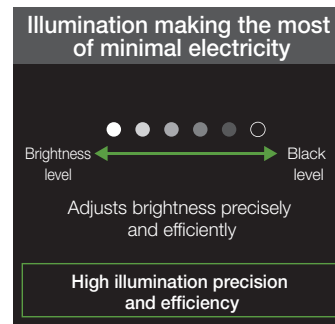 Illumination making the most
of minimal electricity
Brightness
level
Black
level
Adjusts brightness precisely
and efficiently
High illumination precision
and efficiency